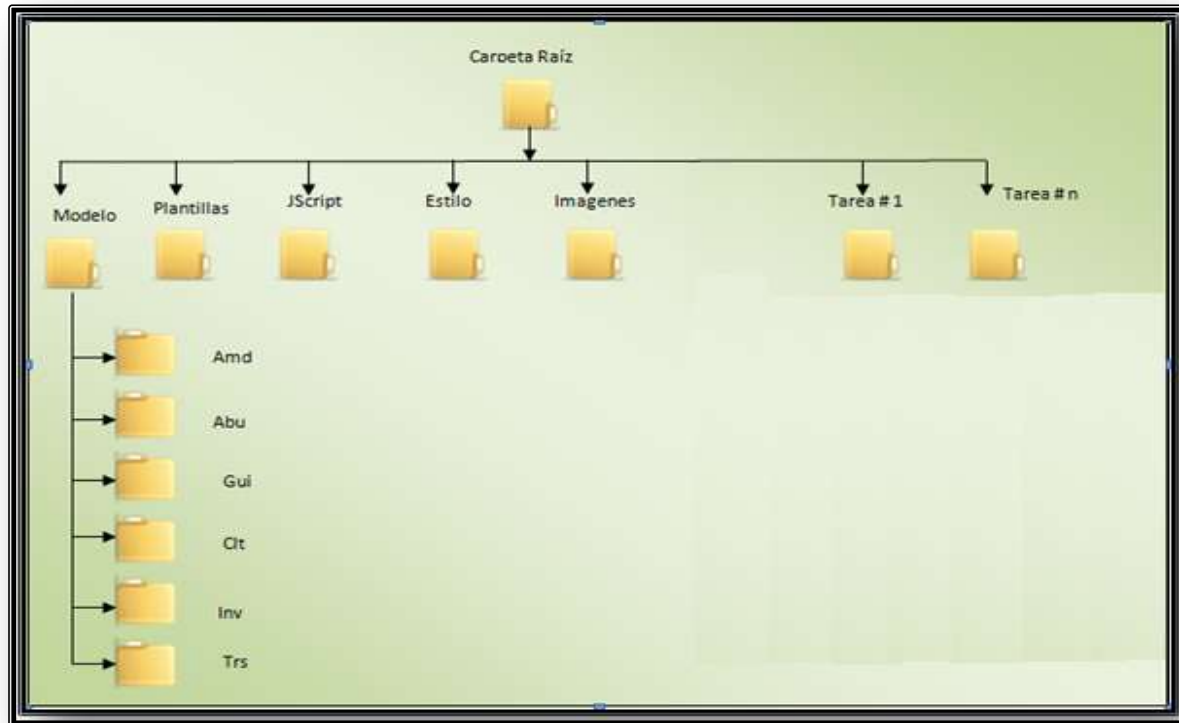 Carpeta Raíz
Modelo
Plantillas
JScript
Estilo
Imagenes
Tarea # 1
Tarea # n
Amd
Abu
Gui
Clt
Inv
Trs